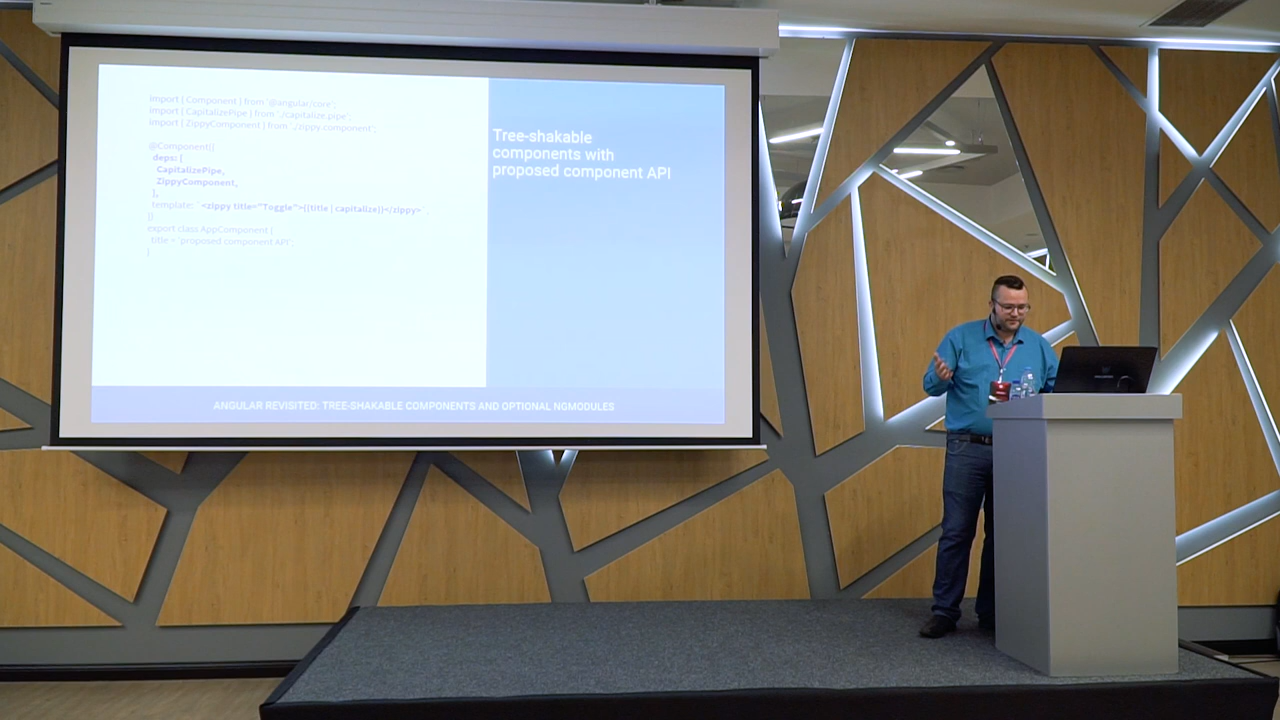 import { Component } from '@angular/core';
import { CapitalizePipe } from './capitalize.pipe';
import { ZippyComponent } from './zippy.component';
@Component({
deps: [
CapitalizePipe,
ZippyComponent,
],
template: `<zippy title="Toggle">{{title | capitalize}}</zippy>`,
})
export class AppComponent {
title = 'proposed component API';
}
Tree-shakable
components with
proposed component API
ANGULAR REVISITED: TREE-SHAKABLE COMPONENTS AND OPTIONAL NGMODULES